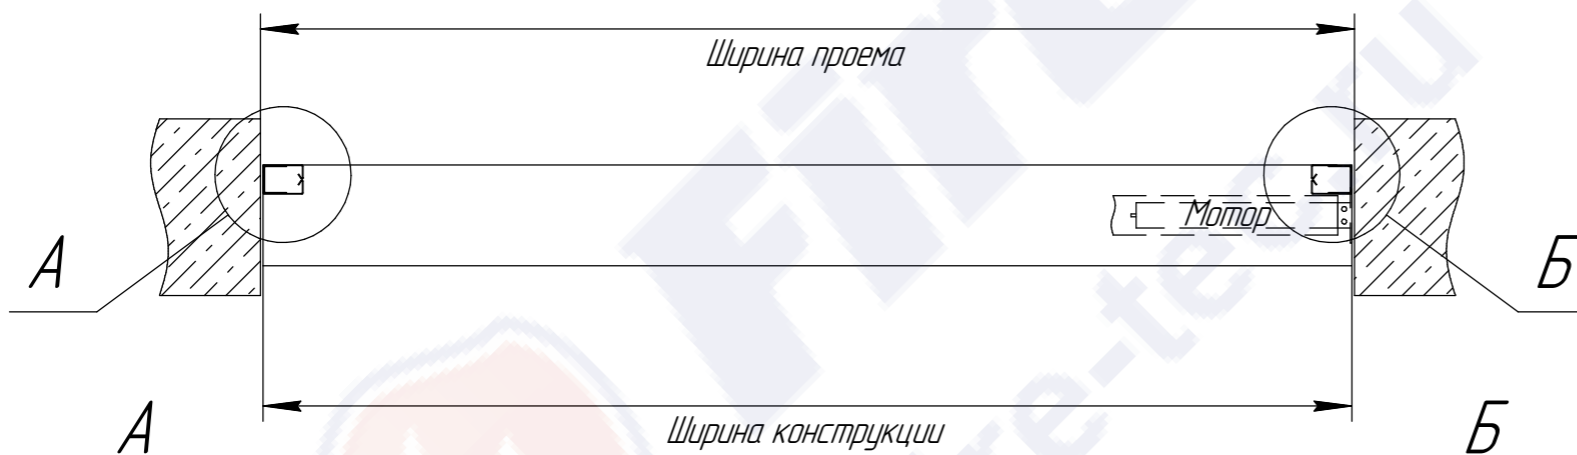 Ширина проема
Мотор
А
Б
Ширина конструкции
А
Б